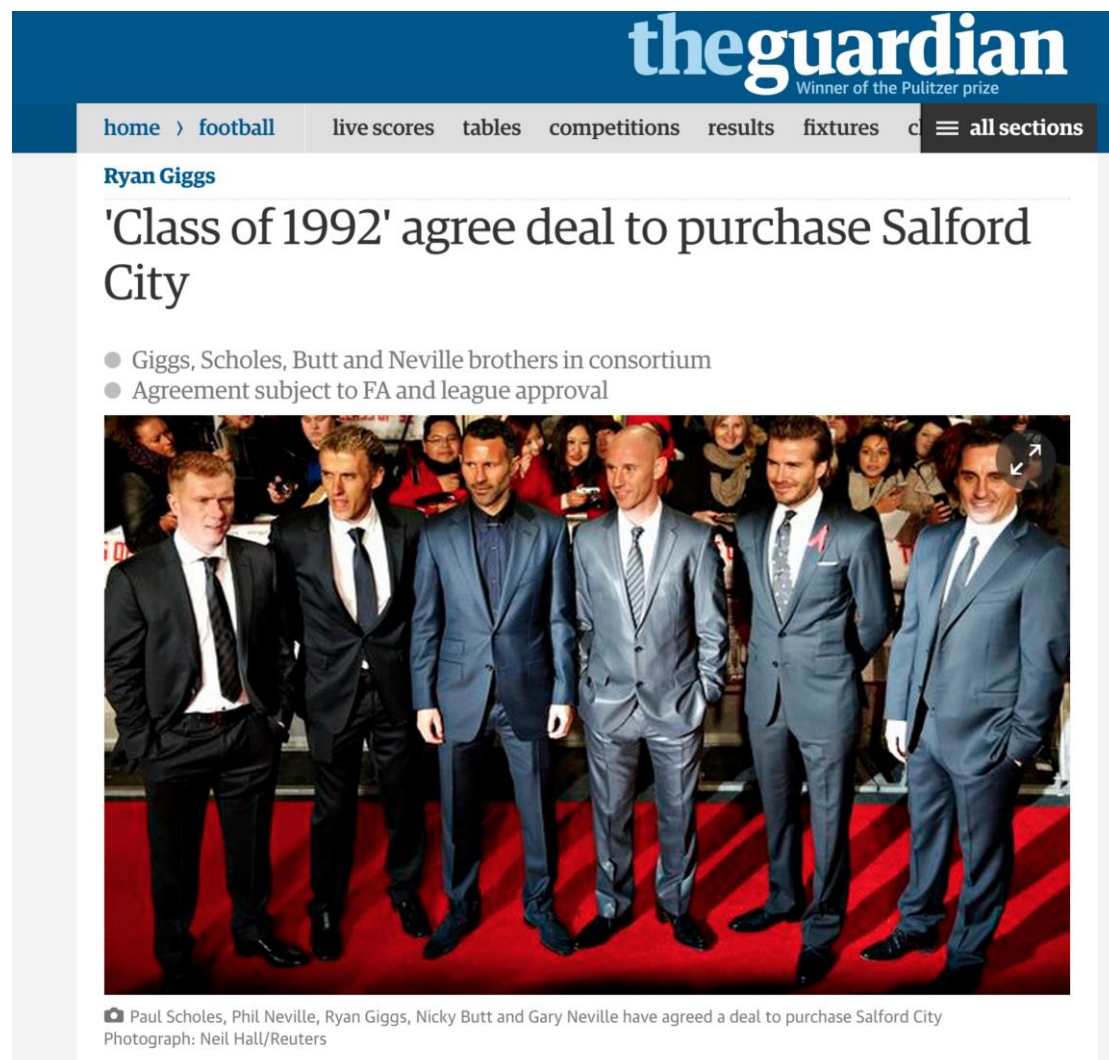 theguardian
Winner of the Pulitzer prize
home › football live scores tables competitions results fixtures all sections
Ryan Giggs
'Class of 1992' agree deal to purchase Salford
City
Giggs, Scholes, Butt and Neville brothers in consortium
Agreement subject to FA and league approval
Paul Scholes, Phil Neville, Ryan Giggs, Nicky Butt and Gary Neville have agreed a deal to purchase Salford City
Photograph: Neil Hall/Reuters